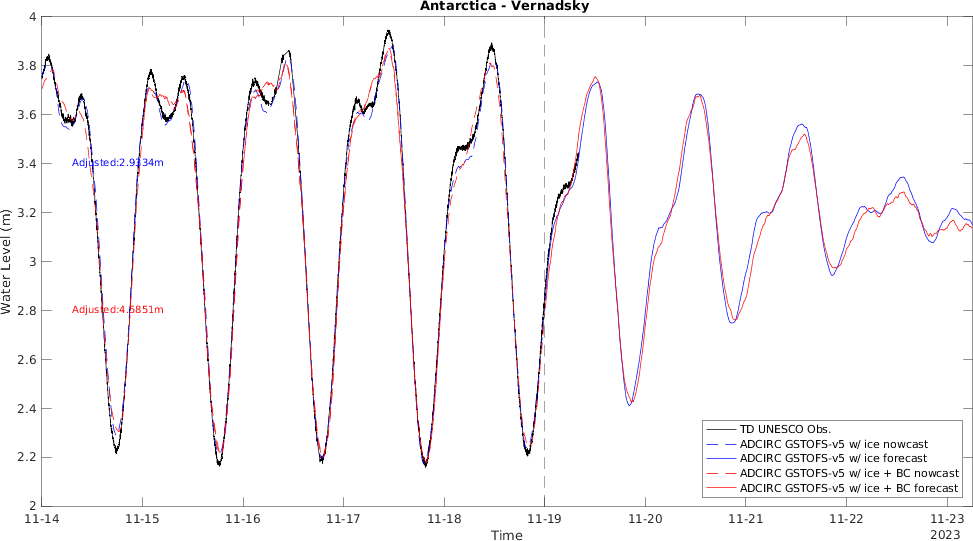 Antarctica - Vernadsky
4
3.8
3.6
3.4
3.2
3
2.8
2.6
2.4
2.2
2
Water Level (m)
Adjusted:2.9334m
Adjusted:4.5851m
TD UNESCO Obs.
ADCIRC GSTOFS-v5 w/ ice nowcast
ADCIRC GSTOFS-v5 w/ ice forecast
ADCIRC GSTOFS-v5 w/ ice + BC nowcast
ADCIRC GSTOFS-v5 w/ ice + BC forecast
11-14 11-15 11-16 11-17 11-18 11-19 11-20 11-21 11-22 11-23
Time
2023